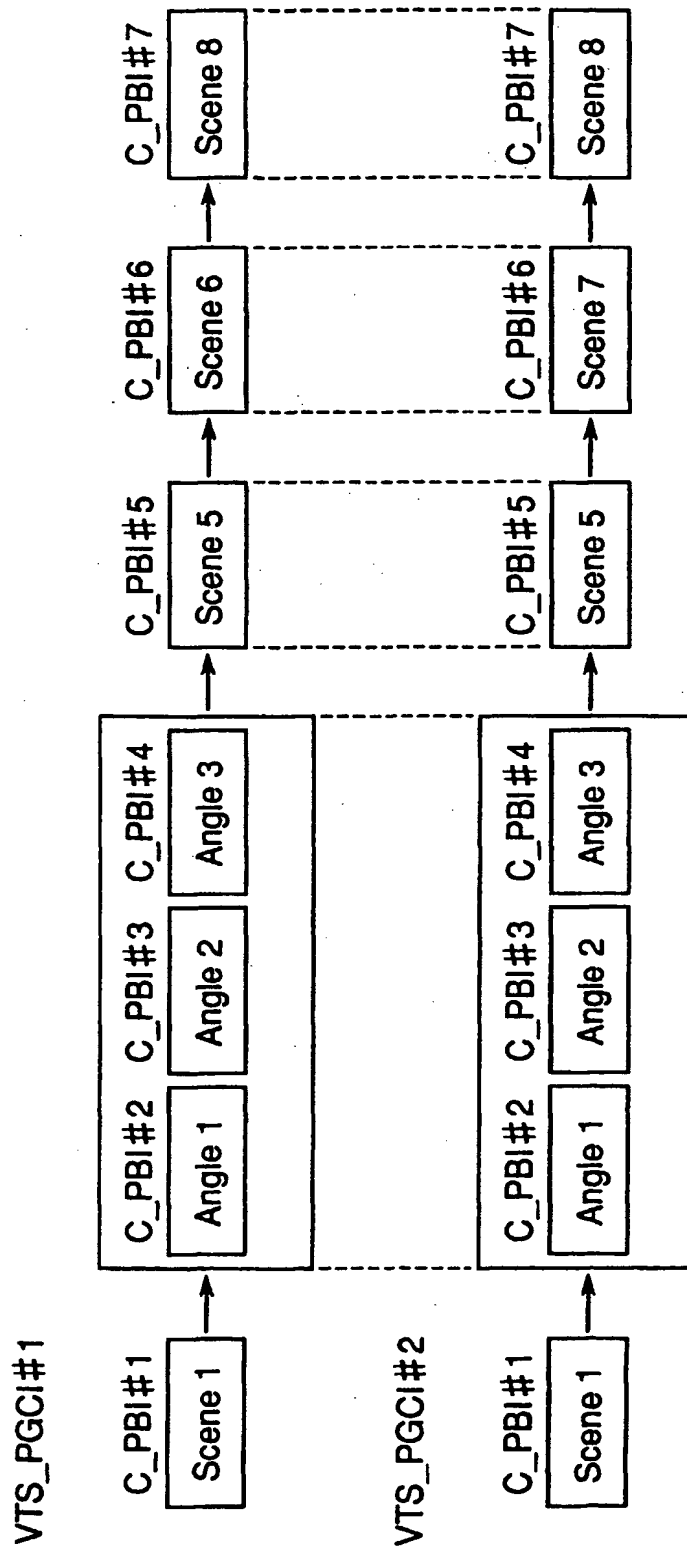 VTS_PGCI#1
C_PBI#1 C_PBI#2 C_PBI#3 C_PBI#4 C_PBI#5 C_PBI#6 C_PBI#7
Scene 1 Angle 1 Angle 2 Angle 3 Scene 5 Scene 6 Scene 8
VTS_PGCI#2
C_PBI#1 C_PBI#2 C_PBI#3 C_PBI#4 C_PBI#5 C_PBI#6 C_PBI#7
Scene 1 Angle 1 Angle 2 Angle 3 Scene 5 Scene 7 Scene 8